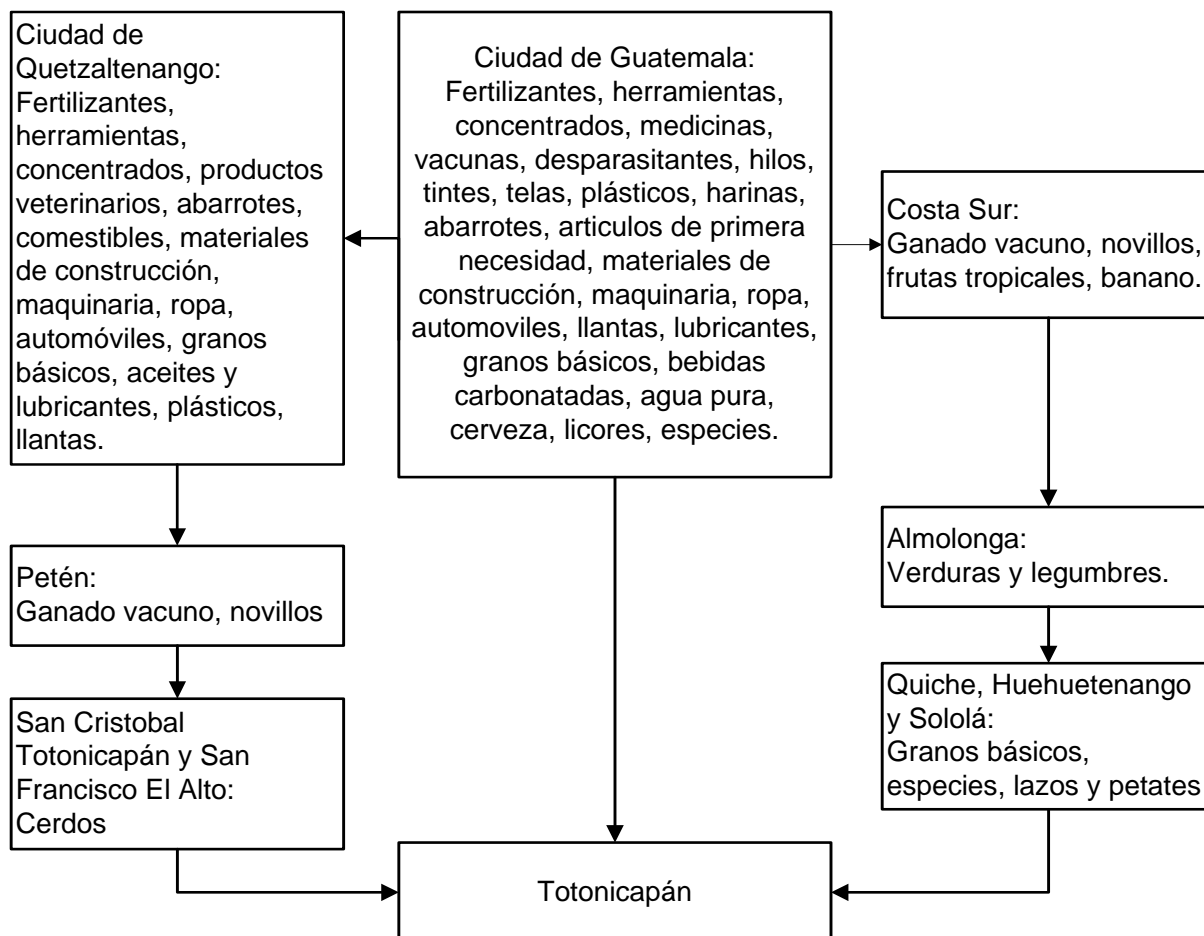 Ciudad de
Quetzaltenango:
Fertilizantes,
herramientas,
concentrados, productos
veterinarios, abarrotes,
comestibles, materiales
de construcción,
maquinaria, ropa,
automóviles, granos
básicos, aceites y
lubricantes, plásticos,
llantas.
Ciudad de Guatemala:
Fertilizantes, herramientas,
concentrados, medicinas,
vacunas, desparasitantes, hilos,
tintes, telas, plásticos, harinas,
abarrotes, articulos de primera
necesidad, materiales de
construcción, maquinaria, ropa,
automoviles, llantas, lubricantes,
granos básicos, bebidas
carbonatadas, agua pura,
cerveza, licores, especies.
Costa Sur:
Ganado vacuno, novillos,
frutas tropicales, banano.
Petén:
Ganado vacuno, novillos
Almolonga:
Verduras y legumbres.
San Cristobal
Totonicapán y San
Francisco El Alto:
Cerdos
Quiche, Huehuetenango
y Sololá:
Granos básicos,
especies, lazos y petates
Totonicapán